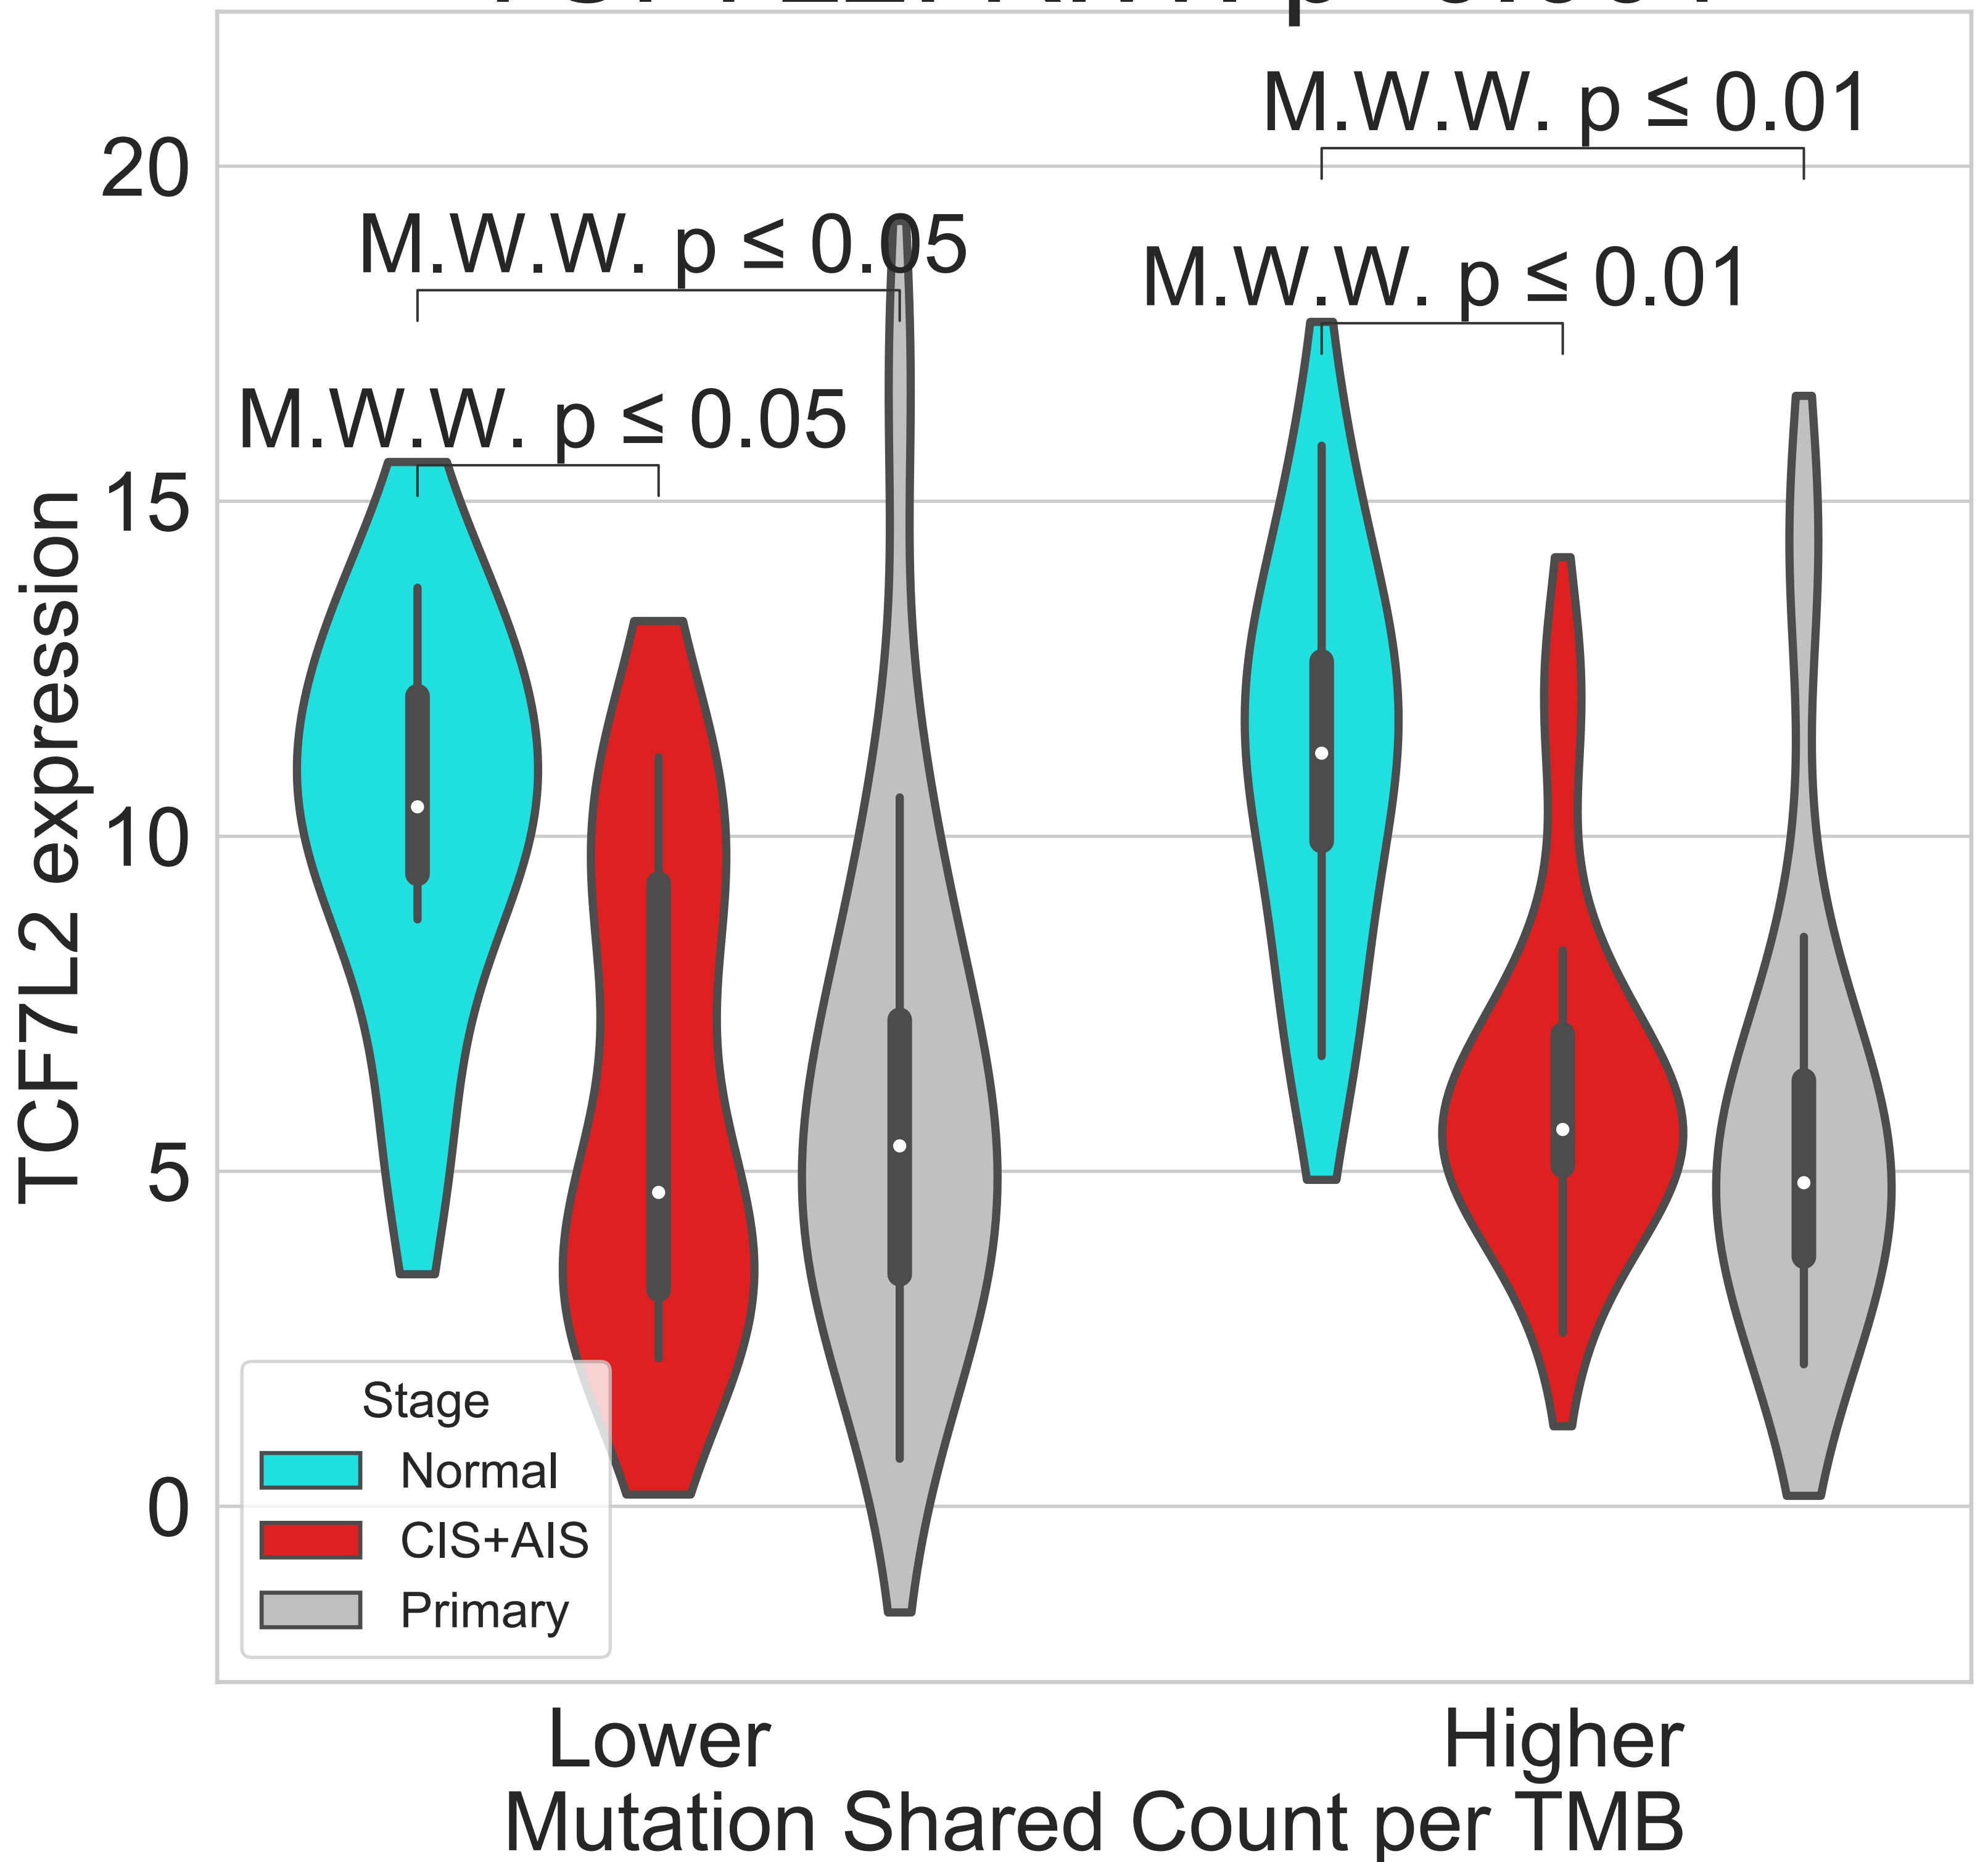 M.W.W. p ≤ 0.01
20
M.W.W. p ≤ 0.05
M.W.W. p ≤ 0.01
M.W.W. p ≤ 0.05
15
10
5
0
TCF7L2 expression
Stage
Normal
CIS+AIS
Primary
Lower
Higher
Mutation Shared Count per TMB